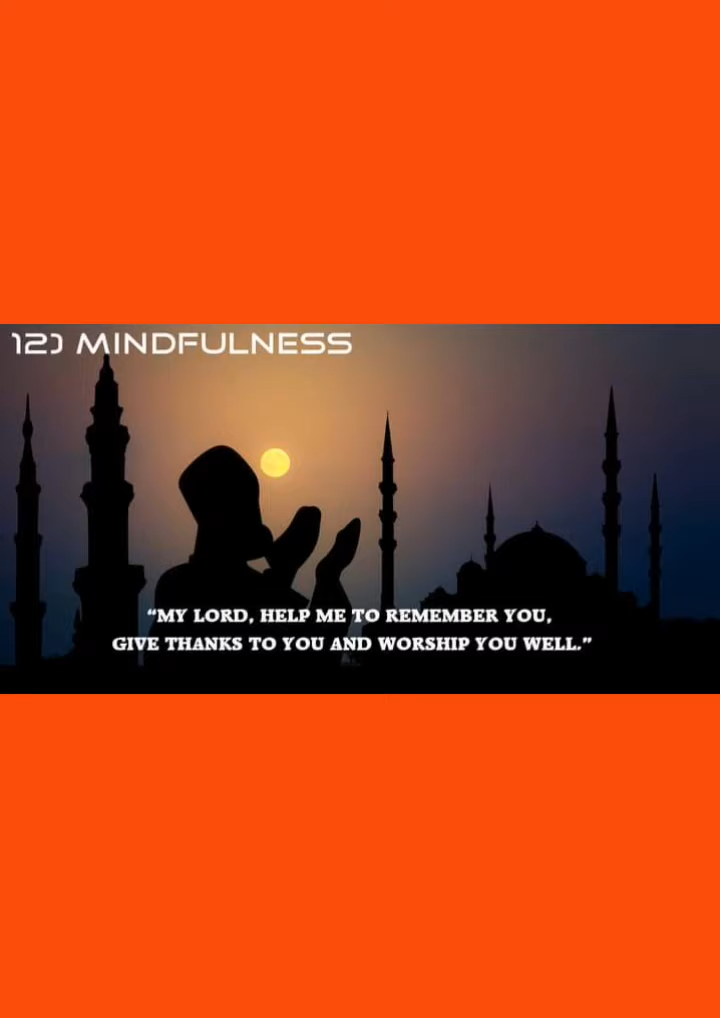 12) MINDFULNESS
“MY LORD, HELP ME TO REMEMBER YOU,
GIVE THANKS TO YOU AND WORSHIP YOU WELL.”